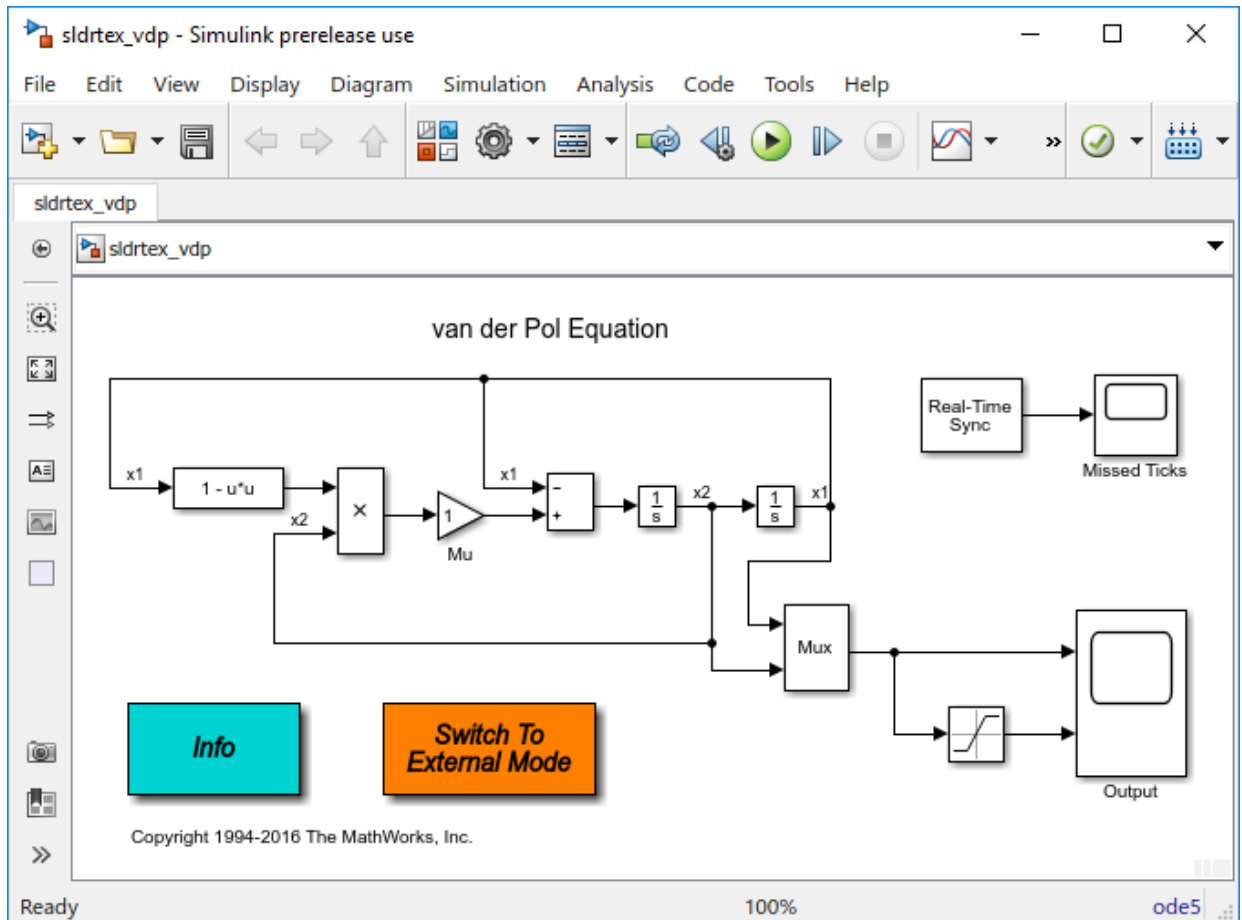 sldrtex_vdp - Simulink prerelease use
File Edit View Display Diagram Simulation Analysis Code Tools Help
sldrtex_vdp
sldrtex_vdp
van der Pol Equation
Real-Time
Sync
Missed Ticks
x1
1 - u*u
x2
×
1
Mu
x1
−
+
1
s
x2
1
s
x1
Mux
Output
Info
Switch To
External Mode
Copyright 1994-2016 The MathWorks, Inc.
Ready 100% ode5